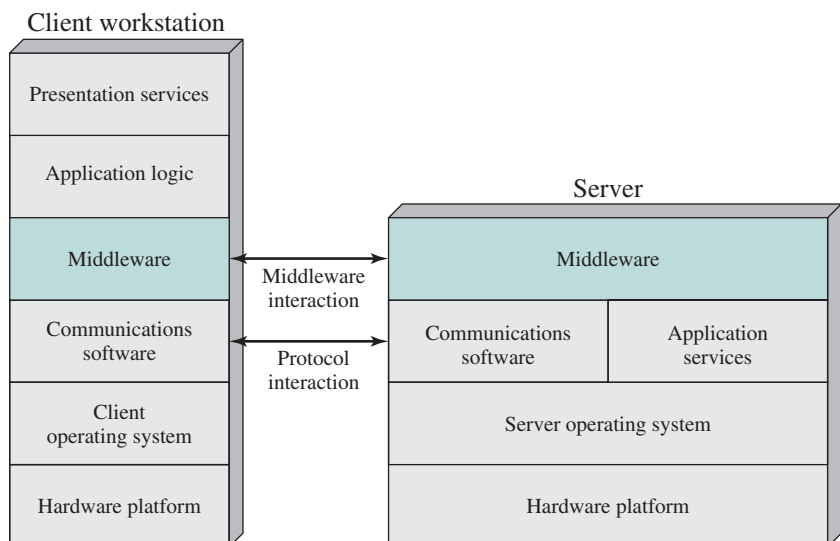 Client workstation
Presentation services
Application logic
Middleware
Communications
software
Client
operating system
Hardware platform
Middleware
interaction
Protocol
interaction
Server
Middleware
Communications
software
Application
services
Server operating system
Hardware platform